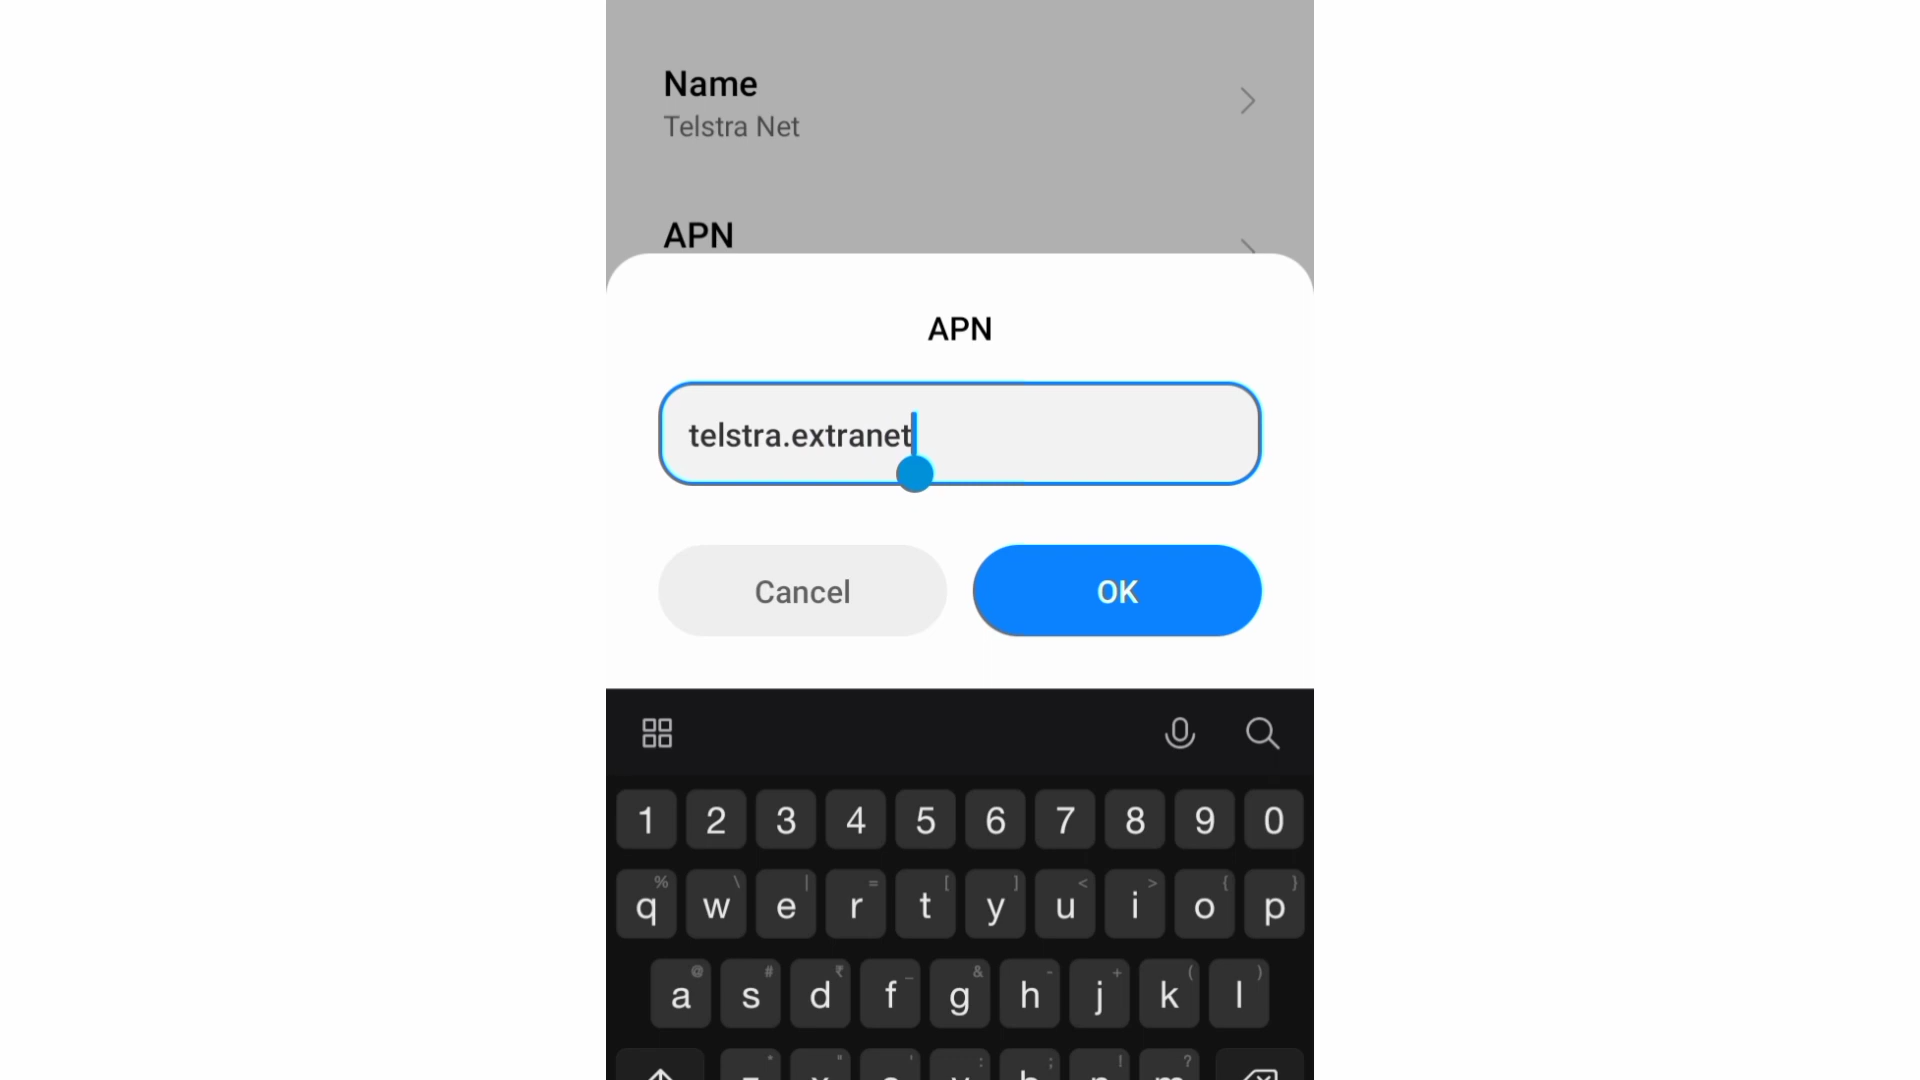 Name
Telstra Net
APN
APN
telstra.extranet
Cancel
OK
1 2 3 4 5 6 7 8 9 0
% \ | = [ ] < > { }
q w e r t y u i o p
@ # ₹ _ & - + ( )
a s d f g h j k l
* " ' : ; ! ?